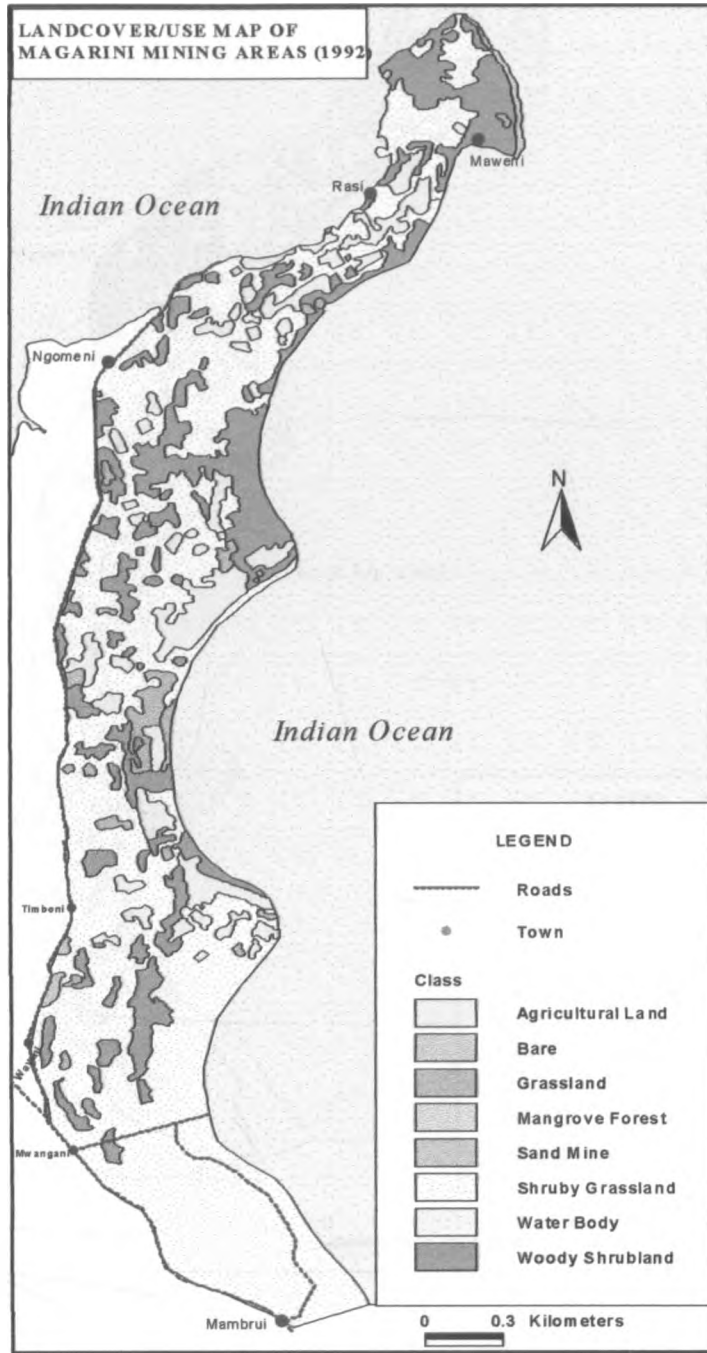 LANDCOVER/USE MAP OF
MAGARINI MINING AREAS (1992)
Maweni
Rasi
Indian Ocean
Ngomeni
N
Indian Ocean
LEGEND
Roads
Timboni
Town
Class
Agricultural Land
Bare
Grassland
Mangrove Forest
Mwangani
Sand Mine
Shruby Grassland
Water Body
Woody Shrubland
Mambrui
0 0.3 Kilometers